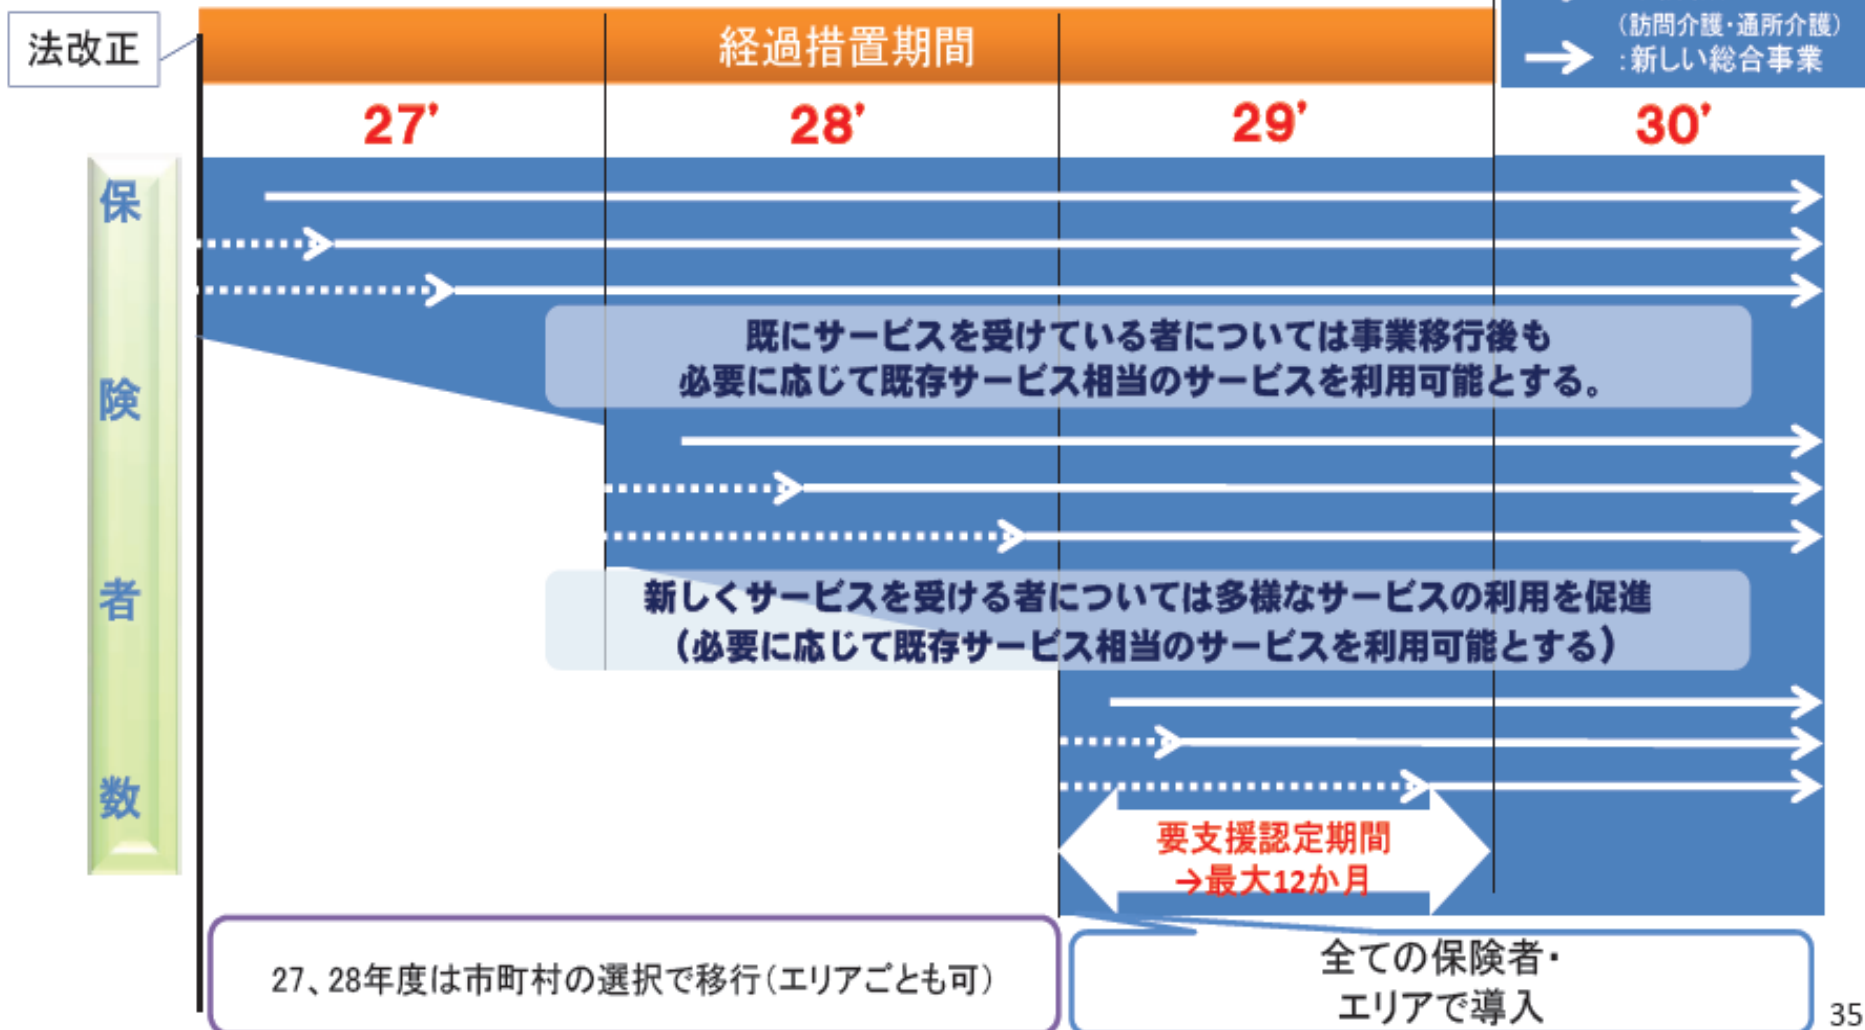 法改正
経過措置期間
(訪問介護・通所介護)
:新しい総合事業
27’
28’
29’
30’
保
険
者
数
既にサービスを受けている者については事業移行後も
必要に応じて既存サービス相当のサービスを利用可能とする。
新しくサービスを受ける者については多様なサービスの利用を促進
(必要に応じて既存サービス相当のサービスを利用可能とする)
要支援認定期間
→最大12か月
27、28年度は市町村の選択で移行(エリアごとも可)
全ての保険者・
エリアで導入
35